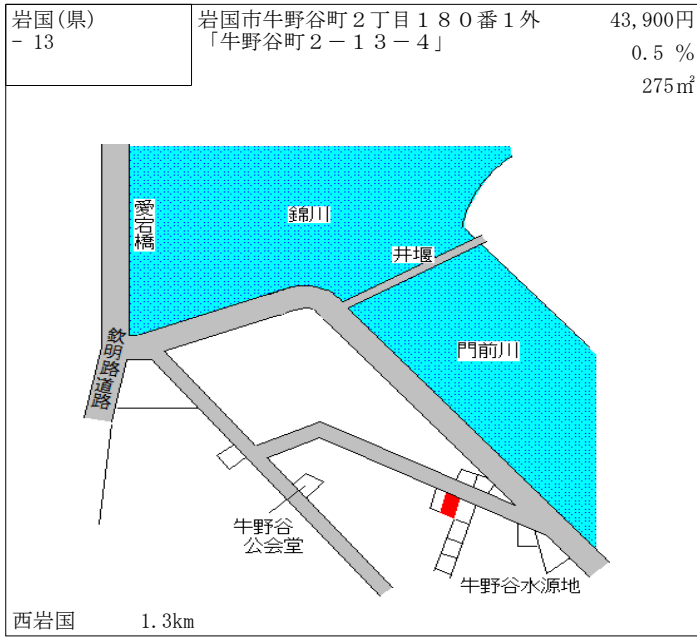 岩国(県)
- 13
岩国市牛野谷町２丁目１８０番１外
「牛野谷町２－１３－４」
43,900円
0.5 %
275㎡
愛宕橋
錦川
井堰
門前川
欽明路道路
牛野谷
公会堂
牛野谷水源地
西岩国 1.3km